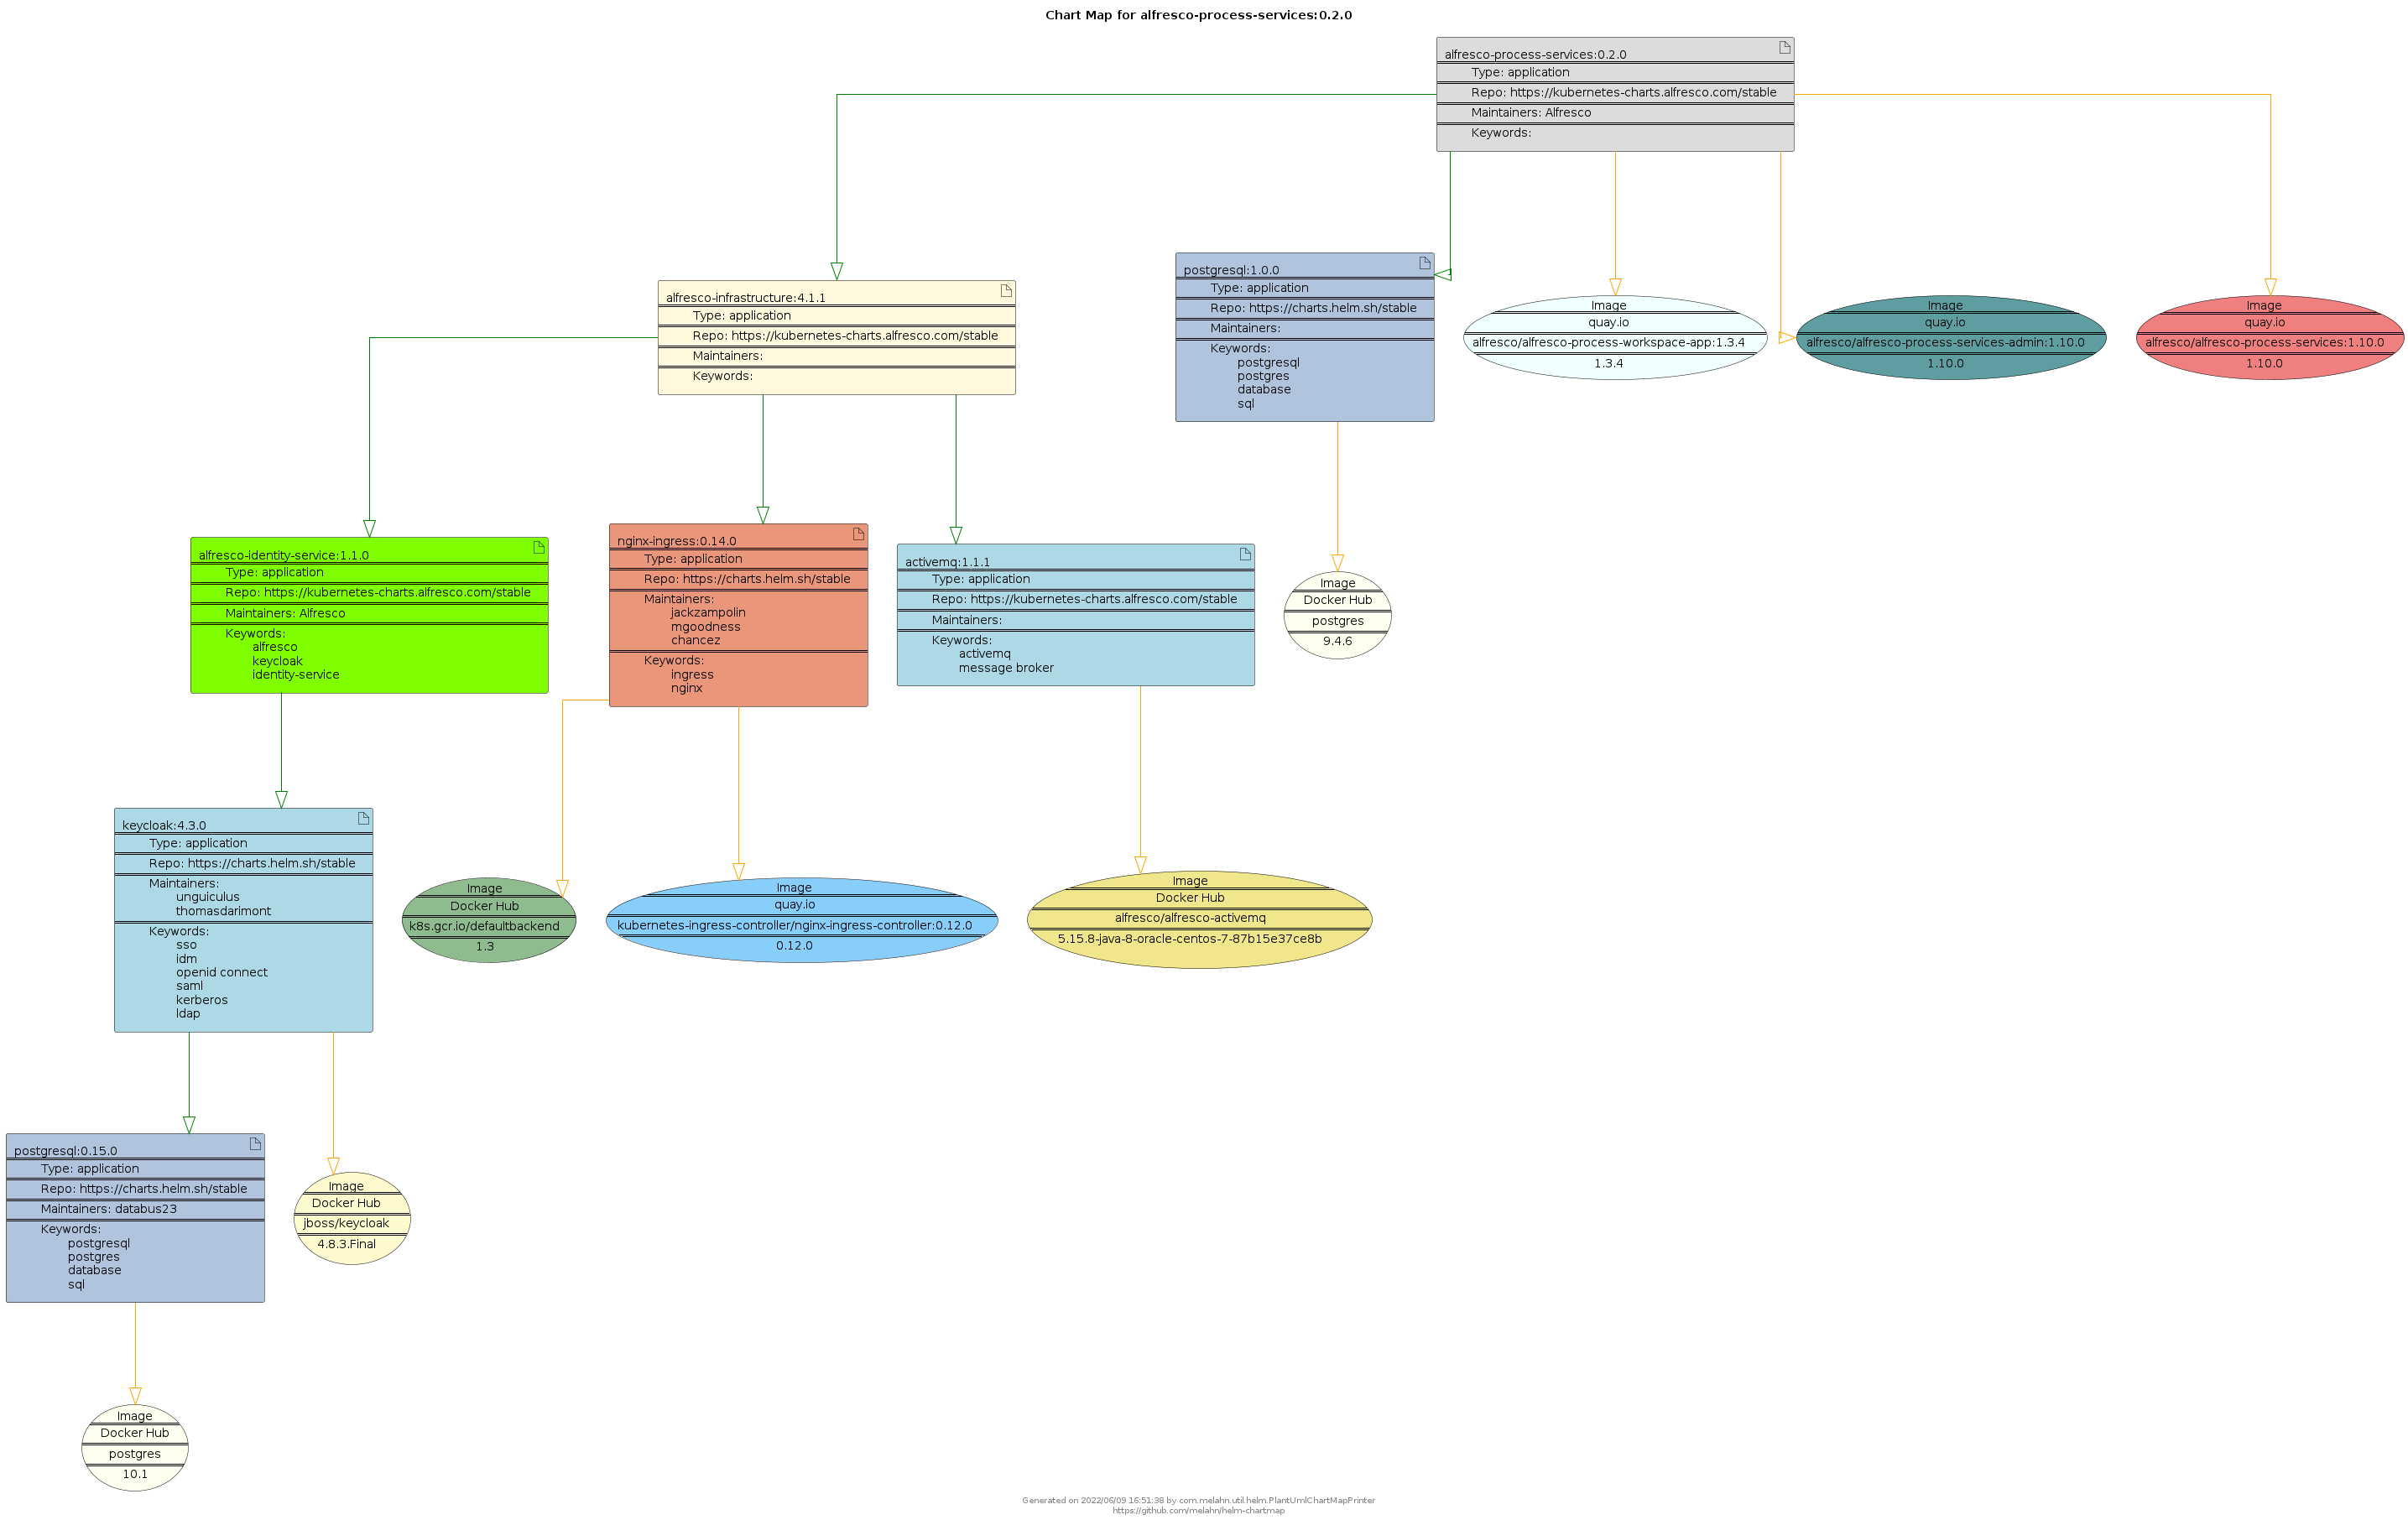 Chart Map for alfresco-process-services:0.2.0
alfresco-process-services:0.2.0
Type: application
Repo: https://kubernetes-charts.alfresco.com/stable
Maintainers: Alfresco
Keywords:
alfresco-infrastructure:4.1.1
Type: application
Repo: https://kubernetes-charts.alfresco.com/stable
Maintainers:
Keywords:
postgresql:1.0.0
Type: application
Repo: https://charts.helm.sh/stable
Maintainers:
Keywords:
postgresql
postgres
database
sql
Image
quay.io
alfresco/alfresco-process-workspace-app:1.3.4
1.3.4
Image
quay.io
alfresco/alfresco-process-services-admin:1.10.0
1.10.0
Image
quay.io
alfresco/alfresco-process-services:1.10.0
1.10.0
alfresco-identity-service:1.1.0
Type: application
Repo: https://kubernetes-charts.alfresco.com/stable
Maintainers: Alfresco
Keywords:
alfresco
keycloak
identity-service
nginx-ingress:0.14.0
Type: application
Repo: https://charts.helm.sh/stable
Maintainers:
jackzampolin
mgoodness
chancez
Keywords:
ingress
nginx
activemq:1.1.1
Type: application
Repo: https://kubernetes-charts.alfresco.com/stable
Maintainers:
Keywords:
activemq
message broker
Image
Docker Hub
postgres
9.4.6
keycloak:4.3.0
Type: application
Repo: https://charts.helm.sh/stable
Maintainers:
unguiculus
thomasdarimont
Keywords:
sso
idm
openid connect
saml
kerberos
ldap
Image
Docker Hub
k8s.gcr.io/defaultbackend
1.3
Image
quay.io
kubernetes-ingress-controller/nginx-ingress-controller:0.12.0
0.12.0
Image
Docker Hub
alfresco/alfresco-activemq
5.15.8-java-8-oracle-centos-7-87b15e37ce8b
postgresql:0.15.0
Type: application
Repo: https://charts.helm.sh/stable
Maintainers: databus23
Keywords:
postgresql
postgres
database
sql
Image
Docker Hub
jboss/keycloak
4.8.3.Final
Image
Docker Hub
postgres
10.1
Generated on 2022/06/09 16:51:38 by com.melahn.util.helm.PlantUmlChartMapPrinter
https://github.com/melahn/helm-chartmap